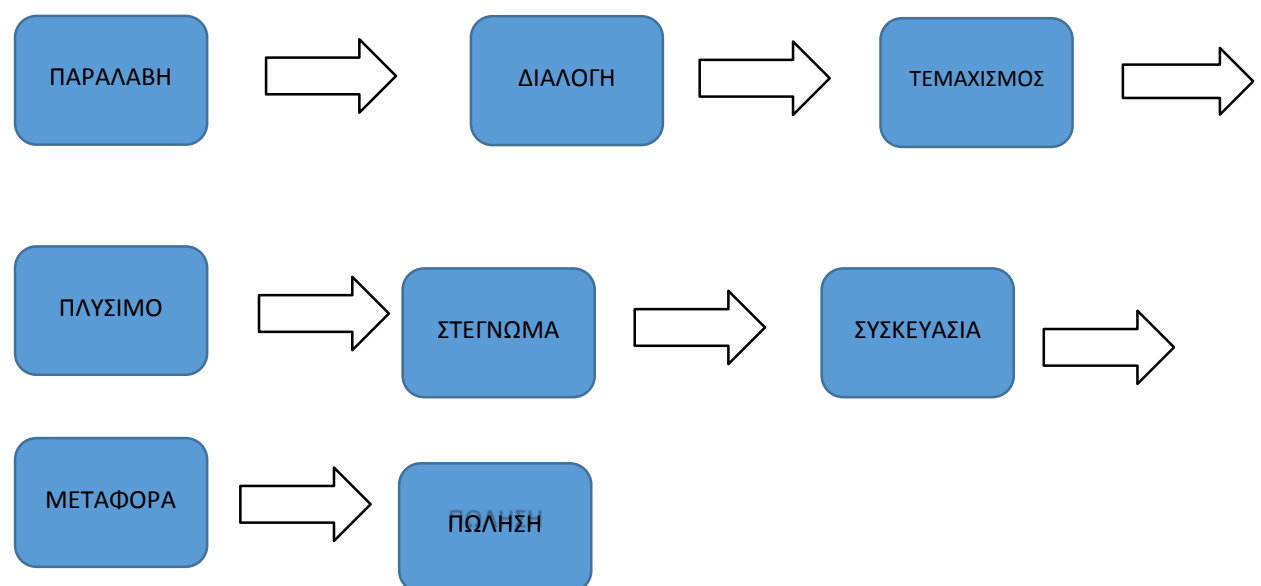 ΠΑΡΑΛΑΒΗ
ΔΙΑΛΟΓΗ
ΤΕΜΑΧΙΣΜΟΣ
ΠΛΥΣΙΜΟ
ΣΤΕΓΝΩΜΑ
ΣΥΣΚΕΥΑΣΙΑ
ΜΕΤΑΦΟΡΑ
ΠΩΛΗΣΗ